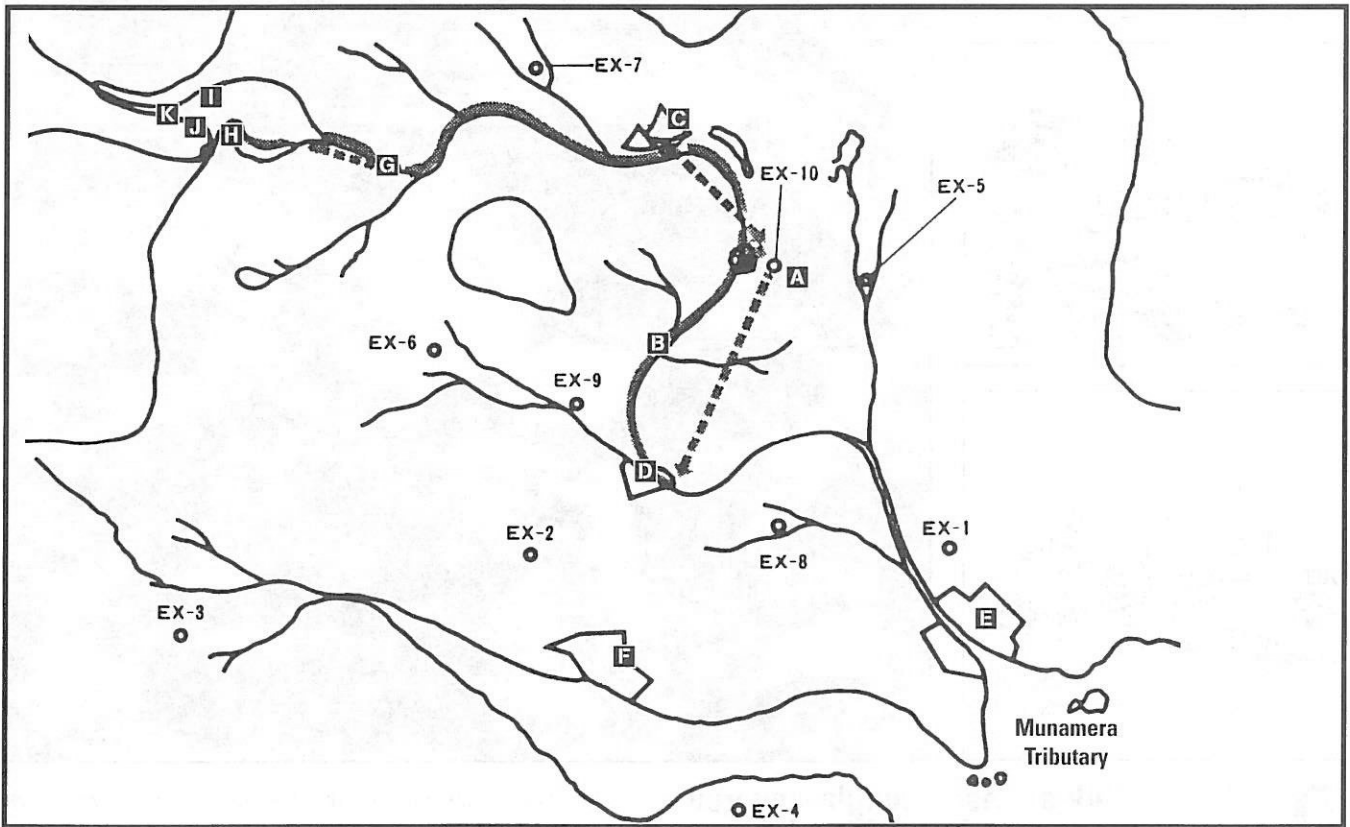 EX-7
C
I
K
J
H
G
EX-10
EX-5
A
B
EX-6
EX-9
D
EX-2
EX-8
EX-1
EX-3
E
F
Munamera
Tributary
EX-4